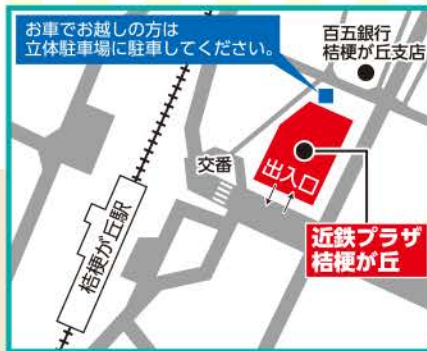 お車でお越しの方は
立体駐車場に駐車してください。
百五銀行
桔梗が丘支店
交番
出入口
桔梗が丘駅
近鉄プラザ
桔梗が丘